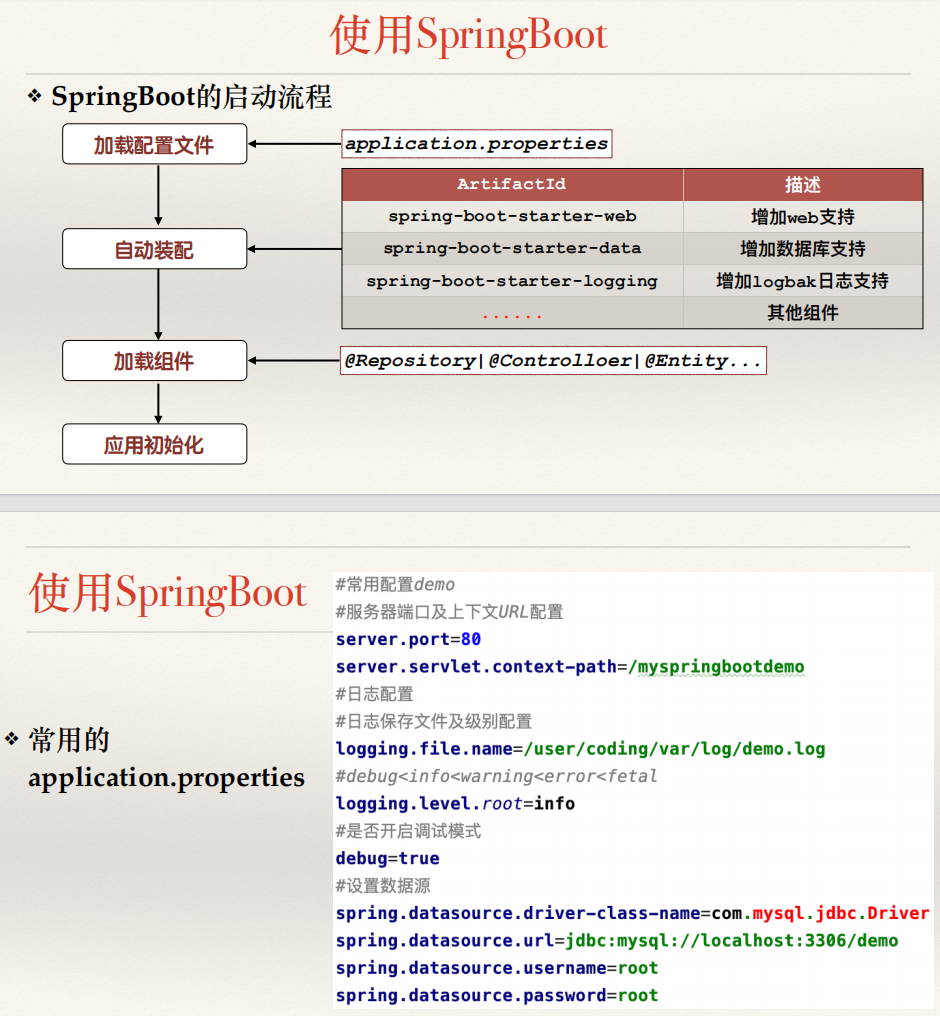 使用SpringBoot
❖ SpringBoot的启动流程
加载配置文件
application.properties
自动装配
ArtifactId 描述
spring-boot-starter-web 增加web支持
spring-boot-starter-data 增加数据库支持
spring-boot-starter-logging 增加logbak日志支持
...... 其他组件
加载组件
@Repository|@Controlloer|@Entity...
应用初始化
使用SpringBoot
❖ 常用的
application.properties
#常用配置demo
#服务器端口及上下文URL配置
server.port=80
server.servlet.context-path=/myspringbootdemo
#日志配置
#日志保存文件及级别配置
logging.file.name=/user/coding/var/log/demo.log
#debug<info<warning<error<fetal
logging.level.root=info
#是否开启调试模式
debug=true
#设置数据源
spring.datasource.driver-class-name=com.mysql.jdbc.Driver
spring.datasource.url=jdbc:mysql://localhost:3306/demo
spring.datasource.username=root
spring.datasource.password=root